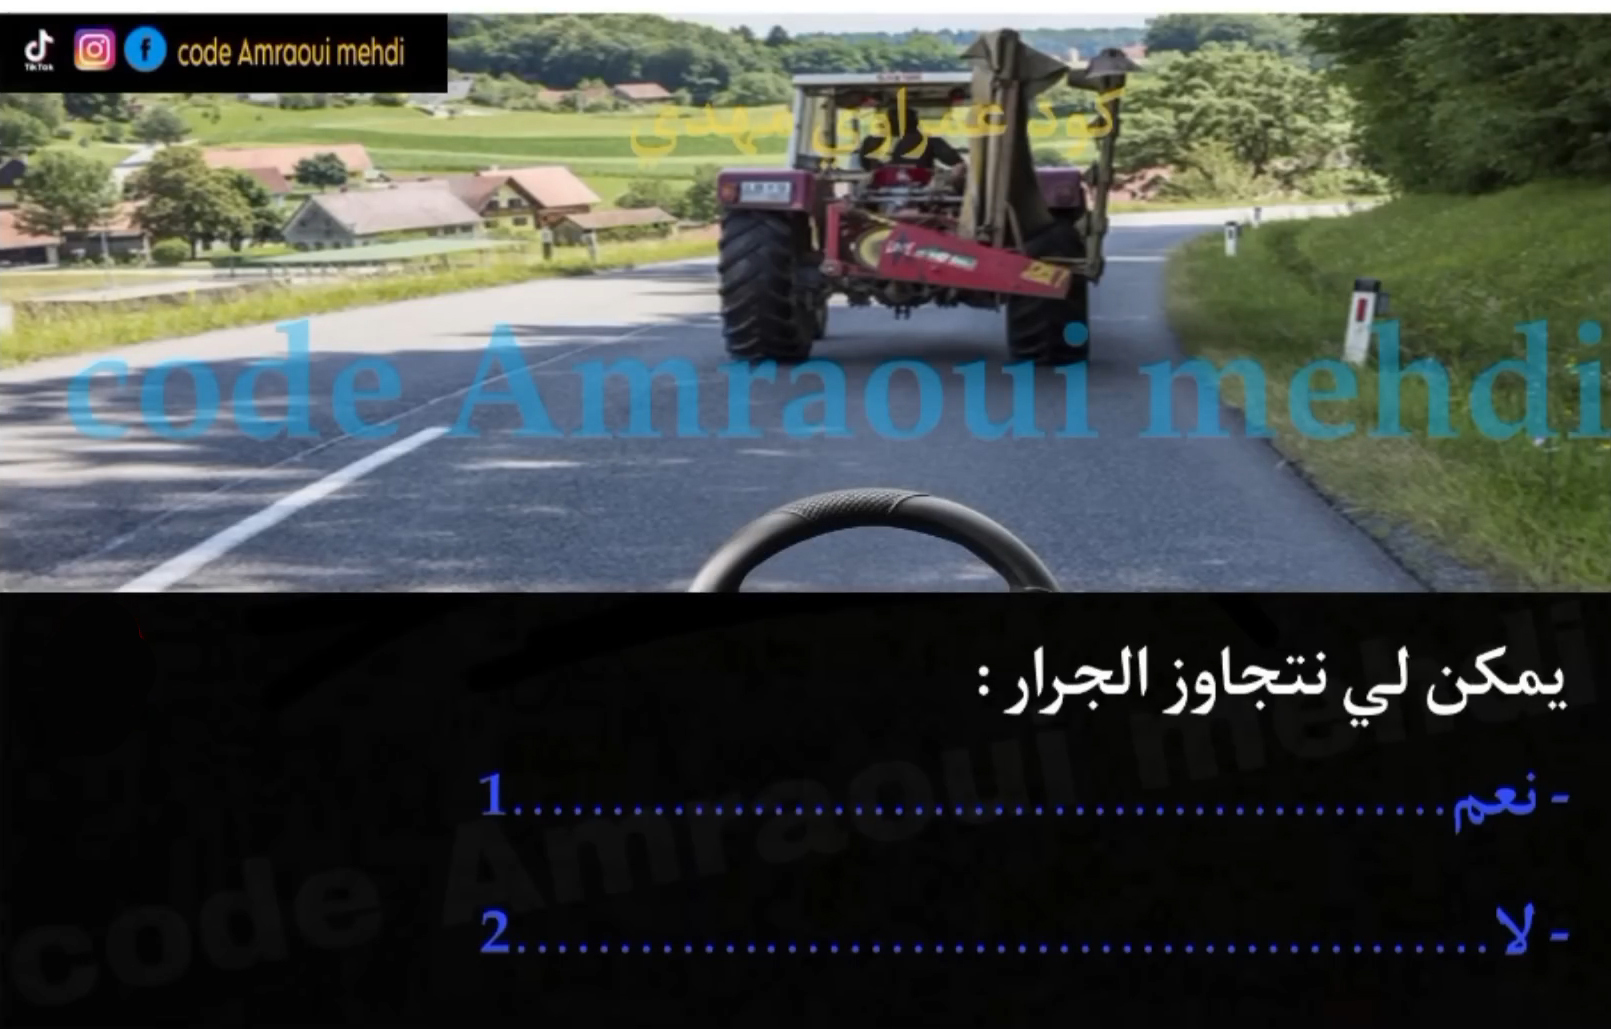 TikTok
code Amraoui mehdi
كود عمراوي مهدي
code Amraoui mehdi
يمكن لي نتجاوز الجرار :
- نعم................................................1
- لا..................................................2
code Amraoui mehdi